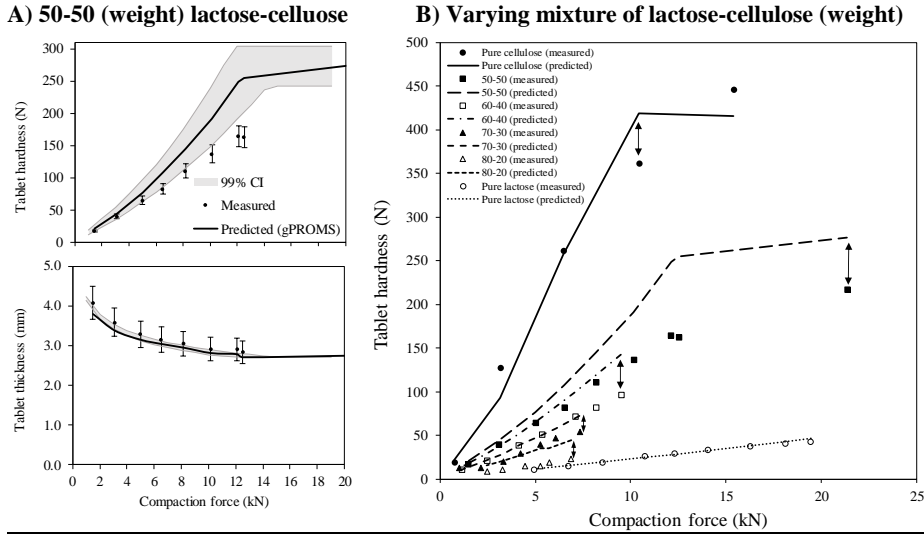 A) 50-50 (weight) lactose-celluose
B) Varying mixture of lactose-cellulose (weight)
Tablet hardness (N)
300
250
200
150
100
50
0
99% CI
Measured
Predicted (gPROMS)
Tablet thickness (mm)
5.0
4.0
3.0
2.0
1.0
0.0
0 2 4 6 8 10 12 14 16 18 20
Compaction force (kN)
Tablet hardness (N)
500
450
400
350
300
250
200
150
100
50
0
Pure cellulose (measured)
Pure cellulose (predicted)
50-50 (measured)
50-50 (predicted)
60-40 (measured)
60-40 (predicted)
70-30 (measured)
70-30 (predicted)
80-20 (measured)
80-20 (predicted)
Pure lactose (measured)
Pure lactose (predicted)
0 5 10 15 20 25
Compaction force (kN)